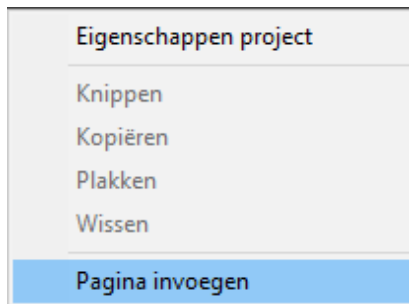 Eigenschappen project
Knippen
Kopiëren
Plakken
Wissen
Pagina invoegen